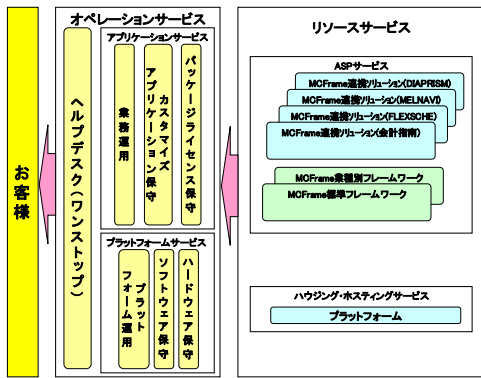 お客様
オペレーションサービス
ヘルプデスク(ワンストップ)
アプリケーションサービス
業務運用
カスタマイズ
アプリケーション保守
パッケージライセンス保守
プラットフォームサービス
プラット
フォーム運用
ソフトウェア保守
ハードウェア保守
リソースサービス
ASPサービス
MCFrame連携ソリューション(DIAPRISM)
MCFrame連携ソリューション(MELNAVI)
MCFrame連携ソリューション(FLEXSCHE)
MCFrame連携ソリューション(会計指南)
MCFrame業種別フレームワーク
MCFrame標準フレームワーク
ハウジング・ホスティングサービス
プラットフォーム